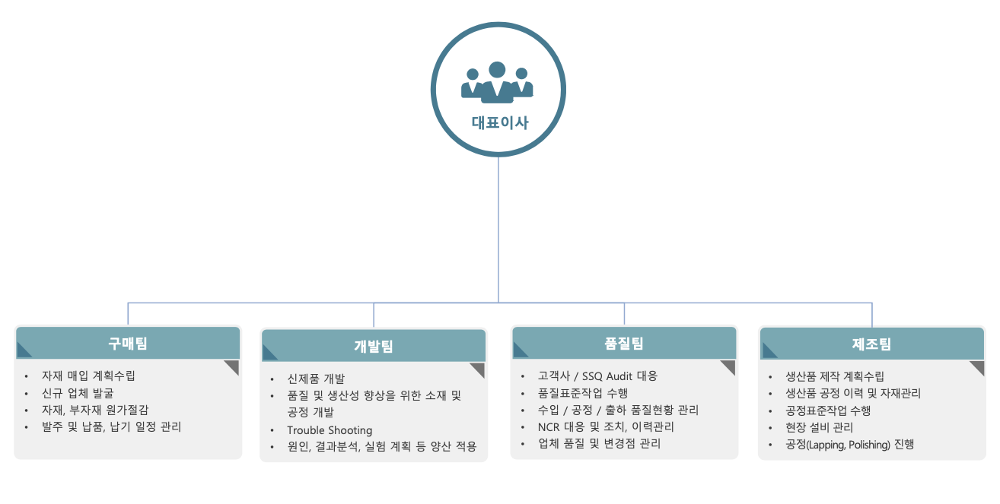 대표이사
구매팀
• 자재 매입 계획수립
• 신규 업체 발굴
• 자재, 부자재 원가절감
• 발주 및 납품, 납기 일정 관리
개발팀
• 신제품 개발
• 품질 및 생산성 향상을 위한 소재 및
공정 개발
• Trouble Shooting
• 원인, 결과분석, 실험 계획 등 양산 적용
품질팀
• 고객사 / SSQ Audit 대응
• 품질표준작업 수행
• 수입 / 공정 / 출하 품질현황 관리
• NCR 대응 및 조치, 이력관리
• 업체 품질 및 변경점 관리
제조팀
• 생산품 제작 계획수립
• 생산품 공정 이력 및 자재관리
• 공정표준작업 수행
• 현장 설비 관리
• 공정(Lapping, Polishing) 진행